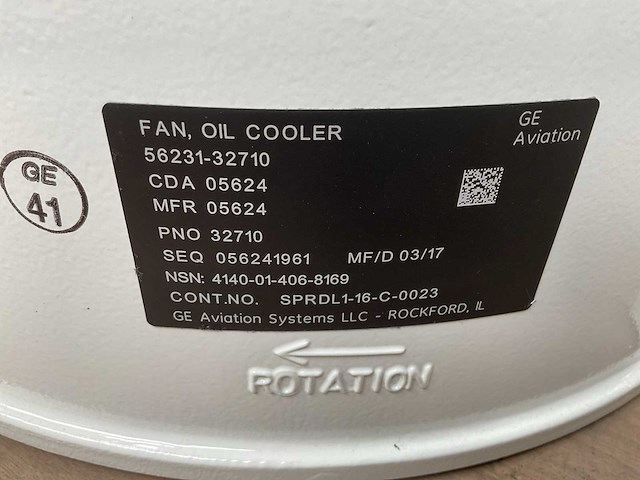 FAN, OIL COOLER
56231-32710
CDA 05624
MFR 05624
PNO 32710
SEQ 056241961 MF/D 03/17
NSN: 4140-01-406-8169
CONT.NO. SPRDL1-16-C-0023
GE Aviation Systems LLC - ROCKFORD, IL
GE
Aviation
GE
41
ROTATION